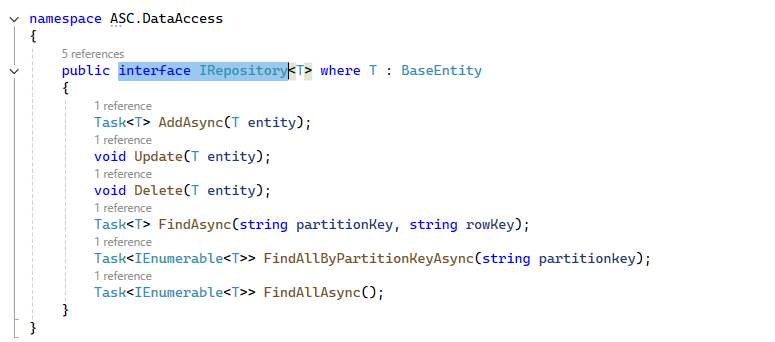 namespace ASC.DataAccess
{
5 references
public interface IRepository<T> where T : BaseEntity
{
1 reference
Task<T> AddAsync(T entity);
1 reference
void Update(T entity);
1 reference
void Delete(T entity);
1 reference
Task<T> FindAsync(string partitionKey, string rowKey);
1 reference
Task<IEnumerable<T>> FindAllByPartitionKeyAsync(string partitionkey);
1 reference
Task<IEnumerable<T>> FindAllAsync();
}
}